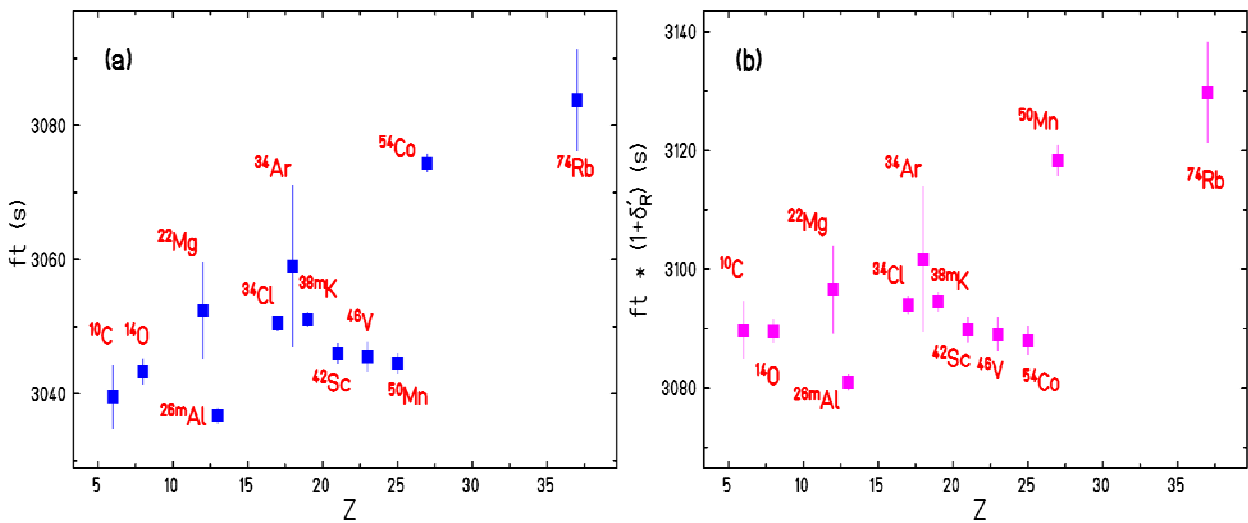 (a)
ft (s)
3080
3060
3040
⁵⁴Co
⁷⁴Rb
³⁴Ar
²²Mg
³⁴Cl
³⁸ᵐK
¹⁰C
¹⁴O
⁴⁶V
⁴²Sc
⁵⁰Mn
²⁶ᵐAl
5 10 15 20 25 30 35
Z
(b)
ft * (1+δ'R) (s)
3140
3120
3100
3080
⁵⁰Mn
³⁴Ar
⁷⁴Rb
²²Mg
¹⁰C
³⁴Cl
³⁸ᵐK
¹⁴O
⁴²Sc
⁴⁶V
⁵⁴Co
²⁶ᵐAl
5 10 15 20 25 30 35
Z